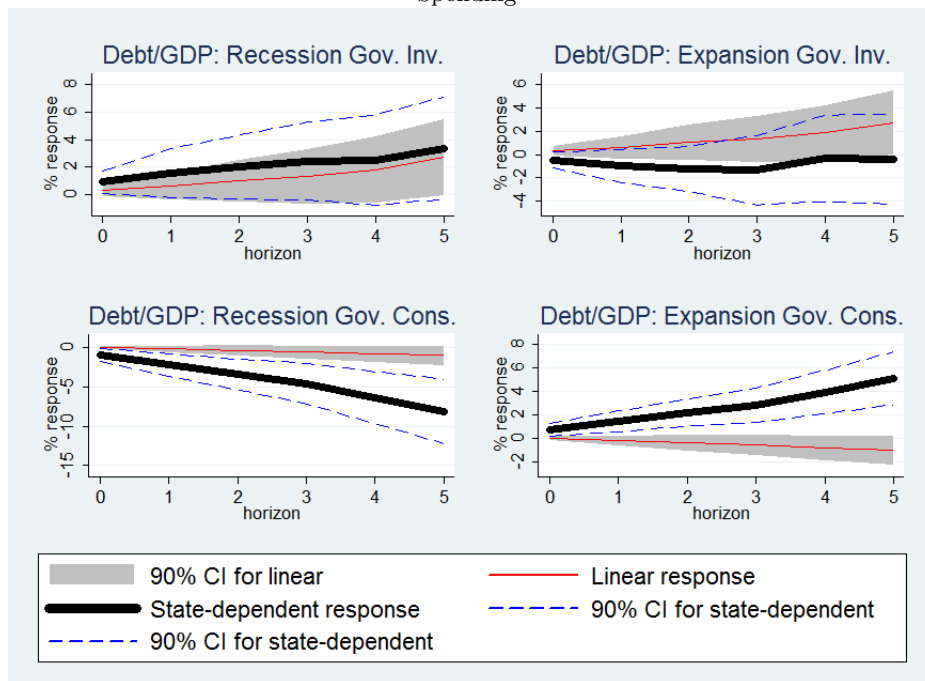 Spending
Debt/GDP: Recession Gov. Inv.
% response
8
6
4
2
0
0 1 2 3 4 5
horizon
Debt/GDP: Expansion Gov. Inv.
% response
6
4
2
0
-2
-4
0 1 2 3 4 5
horizon
Debt/GDP: Recession Gov. Cons.
% response
0
-5
-10
-15
0 1 2 3 4 5
horizon
Debt/GDP: Expansion Gov. Cons.
% response
8
6
4
2
0
-2
0 1 2 3 4 5
horizon
90% CI for linear
Linear response
State-dependent response
90% CI for state-dependent
90% CI for state-dependent